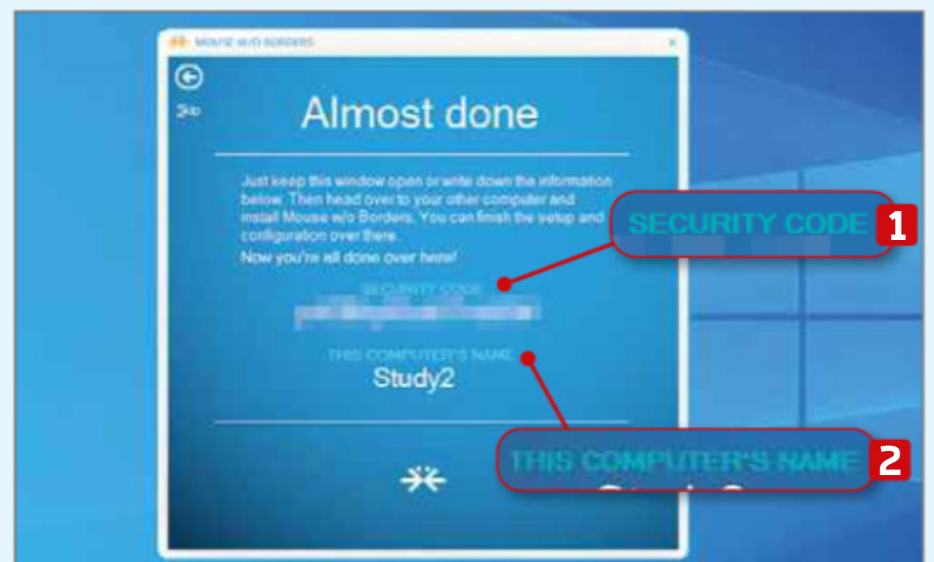 MOUSE W/O BORDERS
x
Skip
Almost done
Just keep this window open or write down the information
below. Then head over to your other computer and
install Mouse w/o Borders. You can finish the setup and
configuration over there.
Now you're all done over here!
SECURITY CODE
THIS COMPUTER'S NAME
Study2
SECURITY CODE 1
THIS COMPUTER'S NAME 2